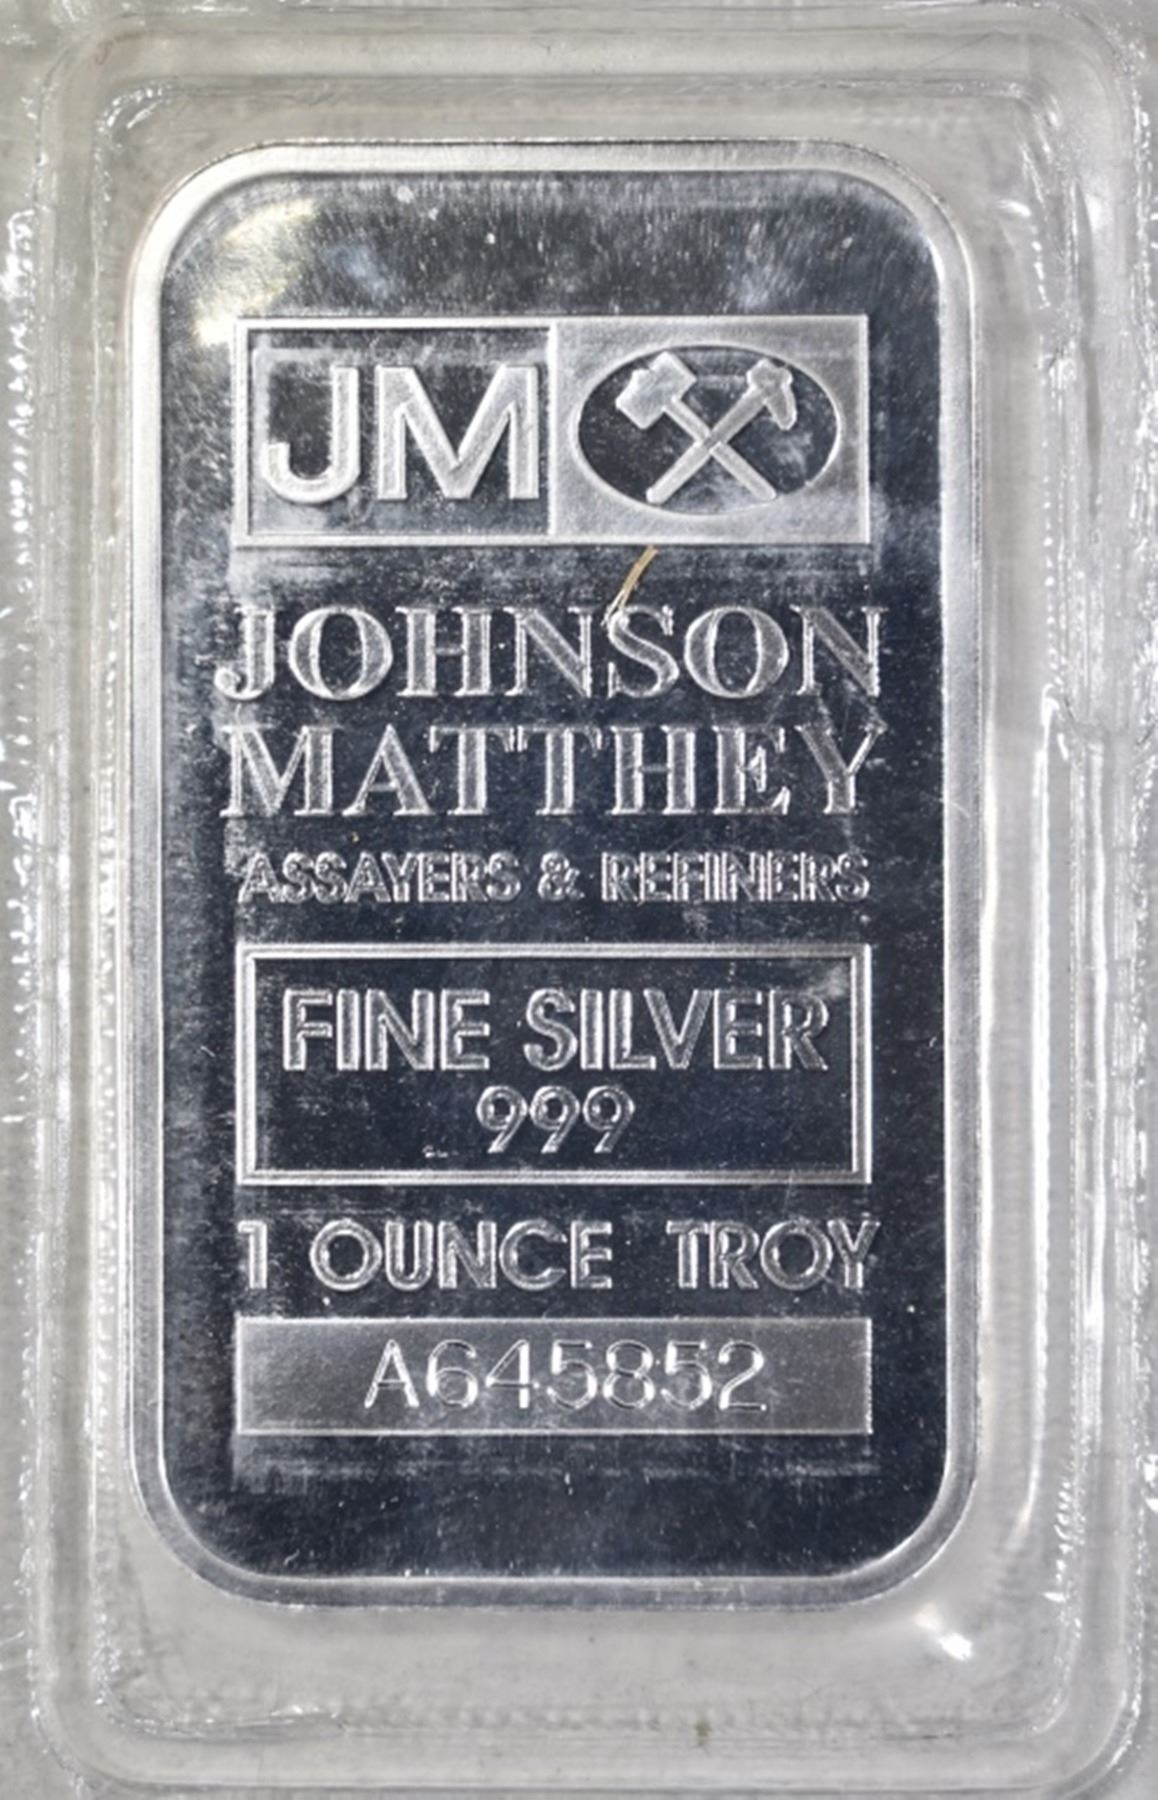 JM
JOHNSON
MATTHEY
ASSAYERS & REFINERS
FINE SILVER
999
1 OUNCE TROY
A645852